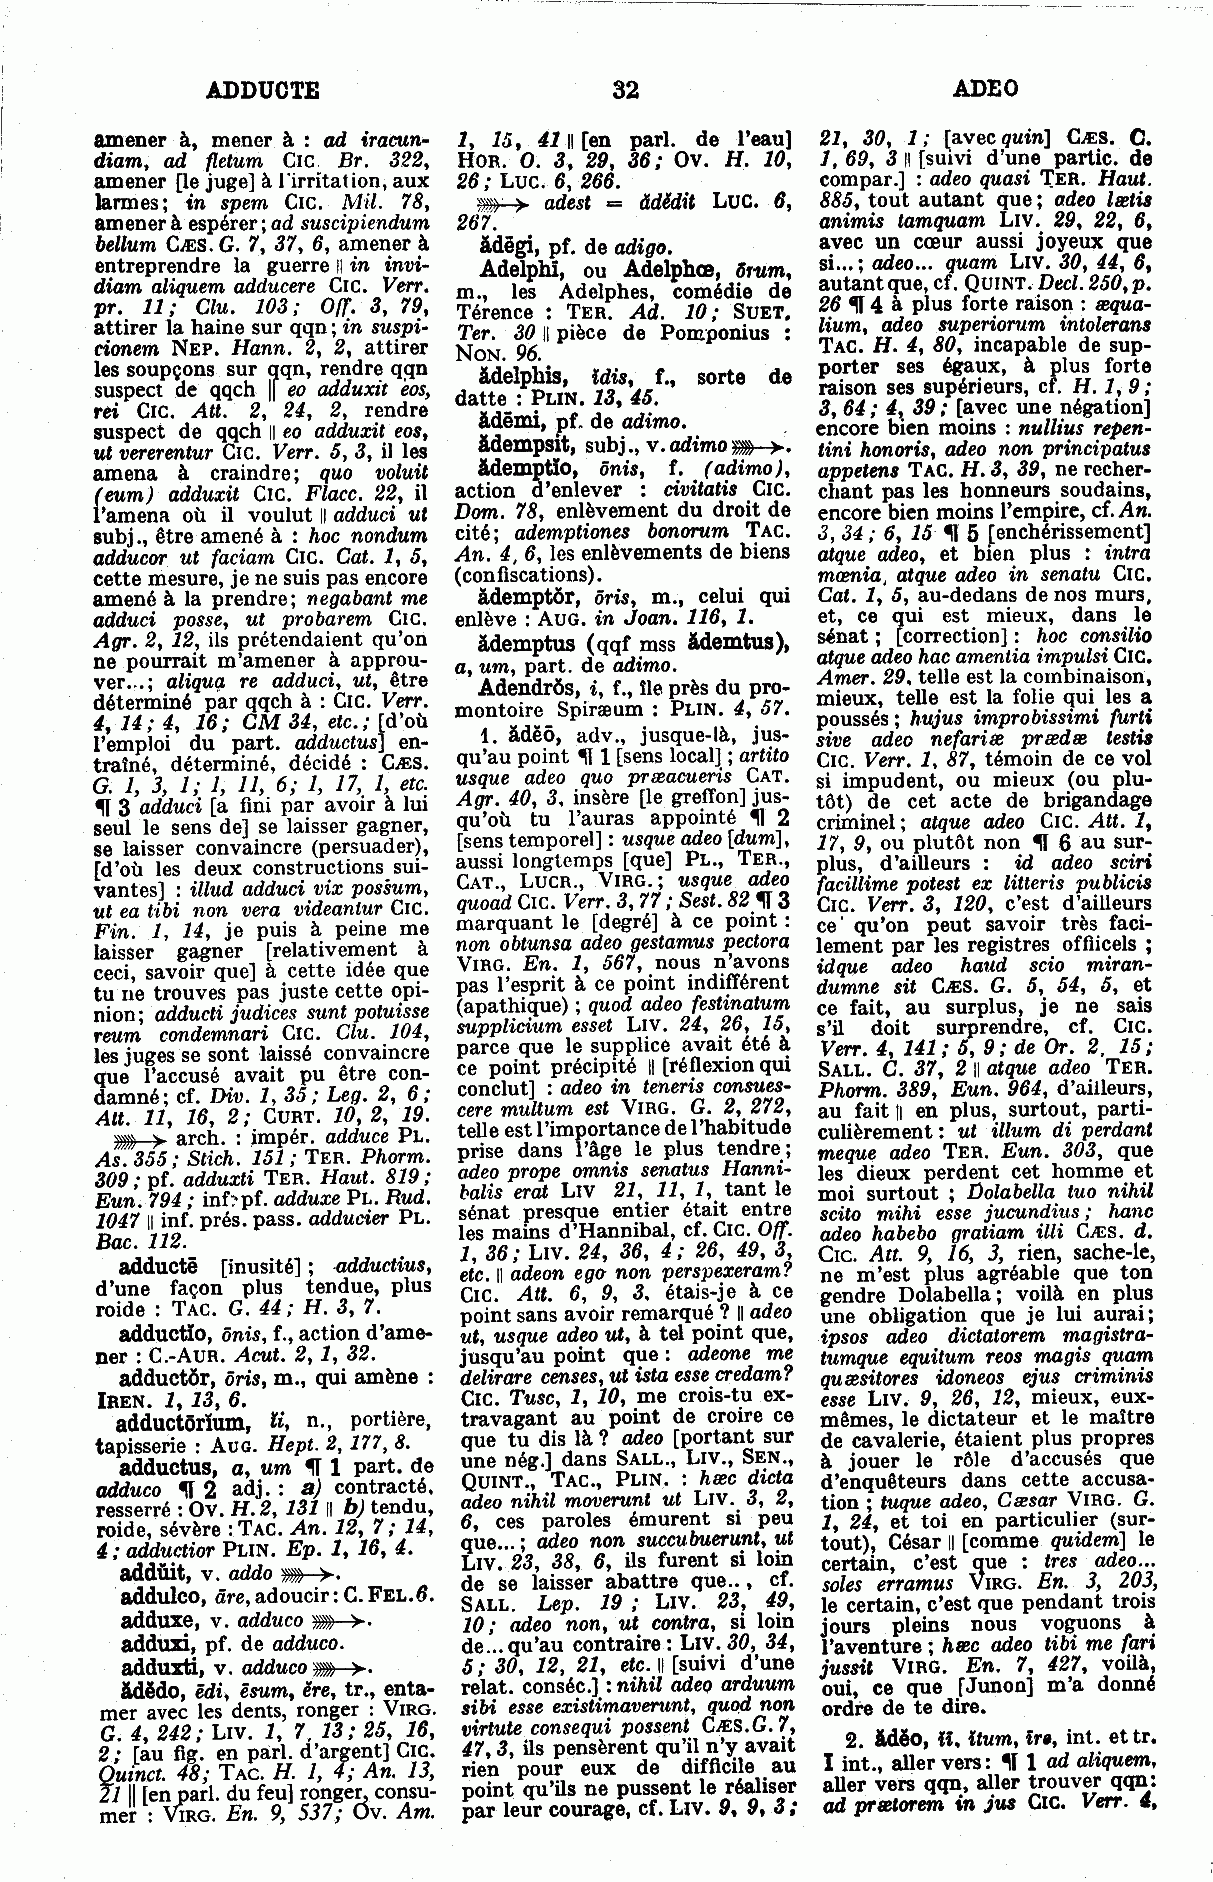 ADDUCTE
32
ADEO
amener à, mener à : ad iracun-
diam, ad fletum CIC. Br. 322,
amener [le juge] à l'irritation, aux
larmes; in spem CIC. Mil. 78,
amener à espérer; ad suscipiendum
bellum CÆS. G. 7, 37, 6, amener à
entreprendre la guerre || in invi-
diam aliquem adducere CIC. Verr.
pr. 11; Clu. 103; Off. 3, 79,
attirer la haine sur qqn; in suspi-
cionem NEP. Hann. 2, 2, attirer
les soupçons sur qqn, rendre qqn
suspect de qqch || eo adduxit eos,
rei CIC. Att. 2, 24, 2, rendre
suspect de qqch || eo adduxit eos,
ut vererentur CIC. Verr. 5, 3, il les
amena à craindre; quo voluit
(eum) adduxit CIC. Flacc. 22, il
l'amena où il voulut || adduci ut
subj., être amené à : hoc nondum
adducor ut faciam CIC. Cat. 1, 5,
cette mesure, je ne suis pas encore
amené à la prendre; negabant me
adduci posse, ut probarem CIC.
Agr. 2, 12, ils prétendaient qu'on
ne pourrait m'amener à approu-
ver...; aliqua re adduci, ut, être
déterminé par qqch à : CIC. Verr.
4, 14; 4, 16; CM 34, etc.; [d'où
l'emploi du part. adductus] en-
traîné, déterminé, décidé : CÆS.
G. 1, 3, 1; 1, 11, 6; 1, 17, 1, etc.
¶ 3 adduci [a fini par avoir à lui
seul le sens de] se laisser gagner,
se laisser convaincre (persuader),
[d'où les deux constructions sui-
vantes] : illud adduci vix possum,
ut ea tibi non vera videantur CIC.
Fin. 1, 14, je puis à peine me
laisser gagner [relativement à
ceci, savoir que] à cette idée que
tu ne trouves pas juste cette opi-
nion; adducti judices sunt potuisse
reum condemnari CIC. Clu. 104,
les juges se sont laissé convaincre
que l'accusé avait pu être con-
damné; cf. Div. 1, 35; Leg. 2, 6;
Att. 11, 16, 2; CURT. 10, 2, 19.
»»→ arch. : impér. adduce PL.
As. 355; Stich. 151; TER. Phorm.
309; pf. adduxti TER. Haut. 819;
Eun. 794; inf. pf. adduxe PL. Rud.
1047 || inf. prés. pass. adducier PL.
Bac. 112.
adductē [inusité]; adductius,
d'une façon plus tendue, plus
roide : TAC. G. 44; H. 3, 7.
adductĭo, ōnis, f., action d'ame-
ner : C.-AUR. Acut. 2, 1, 32.
adductŏr, ōris, m., qui amène :
IREN. 1, 13, 6.
adductōrĭum, ĭi, n., portière,
tapisserie : AUG. Hept. 2, 177, 8.
adductus, a, um ¶ 1 part. de
adduco ¶ 2 adj. : a) contracté,
resserré : OV. H. 2, 131 || b) tendu,
roide, sévère : TAC. An. 12, 7; 14,
4; adductior PLIN. Ep. 1, 16, 4.
addŭit, v. addo »»→.
addulco, āre, adoucir : C. FEL. 6.
adduxe, v. adduco »»→.
adduxi, pf. de adduco.
adduxti, v. adduco »»→.
ădĕdo, ēdi, ēsum, ĕre, tr., enta-
mer avec les dents, ronger : VIRG.
G. 4, 242; LIV. 1, 7, 13; 25, 16,
2; [au fig. en parl. d'argent] CIC.
Quinct. 48; TAC. H. 1, 4; An. 13,
21 || [en parl. du feu] ronger, consu-
mer : VIRG. En. 9, 537; OV. Am.
1, 15, 41 || [en parl. de l'eau]
HOR. O. 3, 29, 36; OV. H. 10,
26; LUC. 6, 266.
»»→ adest = ădĕdit LUC. 6,
267.
ădēgi, pf. de adigo.
Adelphi, ou Adelphœ, ōrum,
m., les Adelphes, comédie de
Térence : TER. Ad. 10; SUET.
Ter. 30 || pièce de Pomponius :
NON. 96.
ădelphis, ĭdis, f., sorte de
datte : PLIN. 13, 45.
ădēmi, pf. de adimo.
ădempsit, subj., v. adimo »»→.
ădemptĭo, ōnis, f. (adimo),
action d'enlever : civitatis CIC.
Dom. 78, enlèvement du droit de
cité; ademptiones bonorum TAC.
An. 4, 6, les enlèvements de biens
(confiscations).
ădemptŏr, ōris, m., celui qui
enlève : AUG. in Joan. 116, 1.
ădemptus (qqf mss ădemtus),
a, um, part. de adimo.
Adendrŏs, i, f., île près du pro-
montoire Spiræum : PLIN. 4, 57.
1. ădĕō, adv., jusque-là, jus-
qu'au point ¶ 1 [sens local]; artito
usque adeo quo præacueris CAT.
Agr. 40, 3, insère [le greffon] jus-
qu'où tu l'auras appointé ¶ 2
[sens temporel] : usque adeo [dum],
aussi longtemps [que] PL., TER.,
CAT., LUCR., VIRG.; usque adeo
quoad CIC. Verr. 3, 77; Sest. 82 ¶ 3
marquant le [degré] à ce point :
non obtunsa adeo gestamus pectora
VIRG. En. 1, 567, nous n'avons
pas l'esprit à ce point indifférent
(apathique); quod adeo festinatum
supplicium esset LIV. 24, 26, 15,
parce que le supplice avait été à
ce point précipité || [réflexion qui
conclut] : adeo in teneris consues-
cere multum est VIRG. G. 2, 272,
telle est l'importance de l'habitude
prise dans l'âge le plus tendre;
adeo prope omnis senatus Hanni-
balis erat LIV 21, 11, 1, tant le
sénat presque entier était entre
les mains d'Hannibal, cf. CIC. Off.
1, 36; LIV. 24, 36, 4; 26, 49, 3,
etc. || adeon ego non perspexeram?
CIC. Att. 6, 9, 3, étais-je à ce
point sans avoir remarqué ? || adeo
ut, usque adeo ut, à tel point que,
jusqu'au point que : adeone me
delirare censes, ut ista esse credam?
CIC. Tusc, 1, 10, me crois-tu ex-
travagant au point de croire ce
que tu dis là ? adeo [portant sur
une nég.] dans SALL., LIV., SEN.,
QUINT., TAC., PLIN. : hæc dicta
adeo nihil moverunt ut LIV. 3, 2,
6, ces paroles émurent si peu
que...; adeo non succubuerunt, ut
LIV. 23, 38, 6, ils furent si loin
de se laisser abattre que.., cf.
SALL. Lep. 19; LIV. 23, 49,
10; adeo non, ut contra, si loin
de... qu'au contraire : LIV. 30, 34,
5; 30, 12, 21, etc. || [suivi d'une
relat. conséc.] : nihil adeo arduum
sibi esse existimaverunt, quod non
virtute consequi possent CÆS. G. 7,
47, 3, ils pensèrent qu'il n'y avait
rien pour eux de difficile au
point qu'ils ne pussent le réaliser
par leur courage, cf. LIV. 9, 9, 3;
21, 30, 1; [avec quin] CÆS. C.
1, 69, 3 || [suivi d'une partic. de
compar.] : adeo quasi TER. Haut.
885, tout autant que; adeo lætis
animis tamquam LIV. 29, 22, 6,
avec un cœur aussi joyeux que
si...; adeo... quam LIV. 30, 44, 6,
autant que, cf. QUINT. Decl. 250, p.
26 ¶ 4 à plus forte raison : æqua-
lium, adeo superiorum intolerans
TAC. H. 4, 80, incapable de sup-
porter ses égaux, à plus forte
raison ses supérieurs, cf. H. 1, 9;
3, 64; 4, 39; [avec une négation]
encore bien moins : nullius repen-
tini honoris, adeo non principatus
appetens TAC. H. 3, 39, ne recher-
chant pas les honneurs soudains,
encore bien moins l'empire, cf. An.
3, 34; 6, 15 ¶ 5 [enchérissement]
atque adeo, et bien plus : intra
mœnia, atque adeo in senatu CIC.
Cat. 1, 5, au-dedans de nos murs,
et, ce qui est mieux, dans le
sénat; [correction] : hoc consilio
atque adeo hac amentia impulsi CIC.
Amer. 29, telle est la combinaison,
mieux, telle est la folie qui les a
poussés; hujus improbissimi furti
sive adeo nefariæ prædæ testis
CIC. Verr. 1, 87, témoin de ce vol
si impudent, ou mieux (ou plu-
tôt) de cet acte de brigandage
criminel; atque adeo CIC. Att. 1,
17, 9, ou plutôt non ¶ 6 au sur-
plus, d'ailleurs : id adeo sciri
facillime potest ex litteris publicis
CIC. Verr. 3, 120, c'est d'ailleurs
ce qu'on peut savoir très faci-
lement par les registres offiicels ;
idque adeo haud scio miran-
dumne sit CÆS. G. 5, 54, 5, et
ce fait, au surplus, je ne sais
s'il doit surprendre, cf. CIC.
Verr. 4, 141; 5, 9; de Or. 2, 15;
SALL. C. 37, 2 || atque adeo TER.
Phorm. 389, Eun. 964, d'ailleurs,
au fait || en plus, surtout, parti-
culièrement : ut illum di perdant
meque adeo TER. Eun. 303, que
les dieux perdent cet homme et
moi surtout ; Dolabella tuo nihil
scito mihi esse jucundius; hanc
adeo habebo gratiam illi CÆS. d.
CIC. Att. 9, 16, 3, rien, sache-le,
ne m'est plus agréable que ton
gendre Dolabella; voilà en plus
une obligation que je lui aurai;
ipsos adeo dictatorem magistra-
tumque equitum reos magis quam
quæsitores idoneos ejus criminis
esse LIV. 9, 26, 12, mieux, eux-
mêmes, le dictateur et le maître
de cavalerie, étaient plus propres
à jouer le rôle d'accusés que
d'enquêteurs dans cette accusa-
tion; tuque adeo, Cæsar VIRG. G.
1, 24, et toi en particulier (sur-
tout), César || [comme quidem] le
certain, c'est que : tres adeo...
soles erramus VIRG. En. 3, 203,
le certain, c'est que pendant trois
jours pleins nous voguons à
l'aventure; hæc adeo tibi me fari
jussit VIRG. En. 7, 427, voilà,
oui, ce que [Junon] m'a donné
ordre de te dire.
2. ădĕo, ĭi, ĭtum, īre, int. et tr.
I int., aller vers : ¶ 1 ad aliquem,
aller vers qqn, aller trouver qqn:
ad prætorem in jus CIC. Verr. 4,